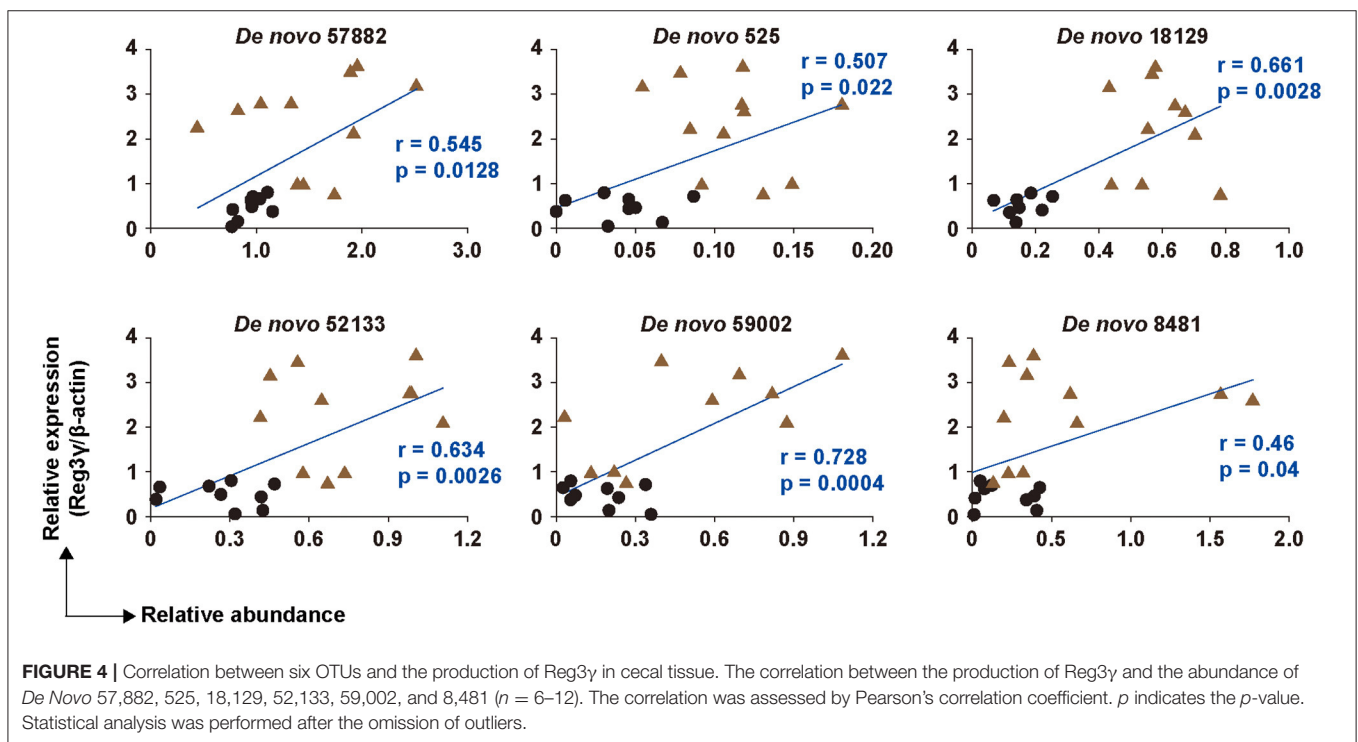 De novo 57882
4
3
2
1
0
r = 0.545
p = 0.0128
0
1.0
2.0
3.0
De novo 525
4
3
2
1
0
r = 0.507
p = 0.022
0
0.05
0.10
0.15
0.20
De novo 18129
4
3
2
1
0
r = 0.661
p = 0.0028
0
0.2
0.4
0.6
0.8
1.0
De novo 52133
4
3
2
1
0
r = 0.634
p = 0.0026
0
0.3
0.6
0.9
1.2
De novo 59002
4
3
2
1
0
r = 0.728
p = 0.0004
0
0.3
0.6
0.9
1.2
De novo 8481
4
3
2
1
0
r = 0.46
p = 0.04
0
0.5
1.0
1.5
2.0
Relative expression
(Reg3γ/β-actin)
Relative abundance
FIGURE 4 | Correlation between six OTUs and the production of Reg3γ in cecal tissue. The correlation between the production of Reg3γ and the abundance of
De Novo 57,882, 525, 18,129, 52,133, 59,002, and 8,481 (n = 6–12). The correlation was assessed by Pearson's correlation coefficient. p indicates the p-value.
Statistical analysis was performed after the omission of outliers.